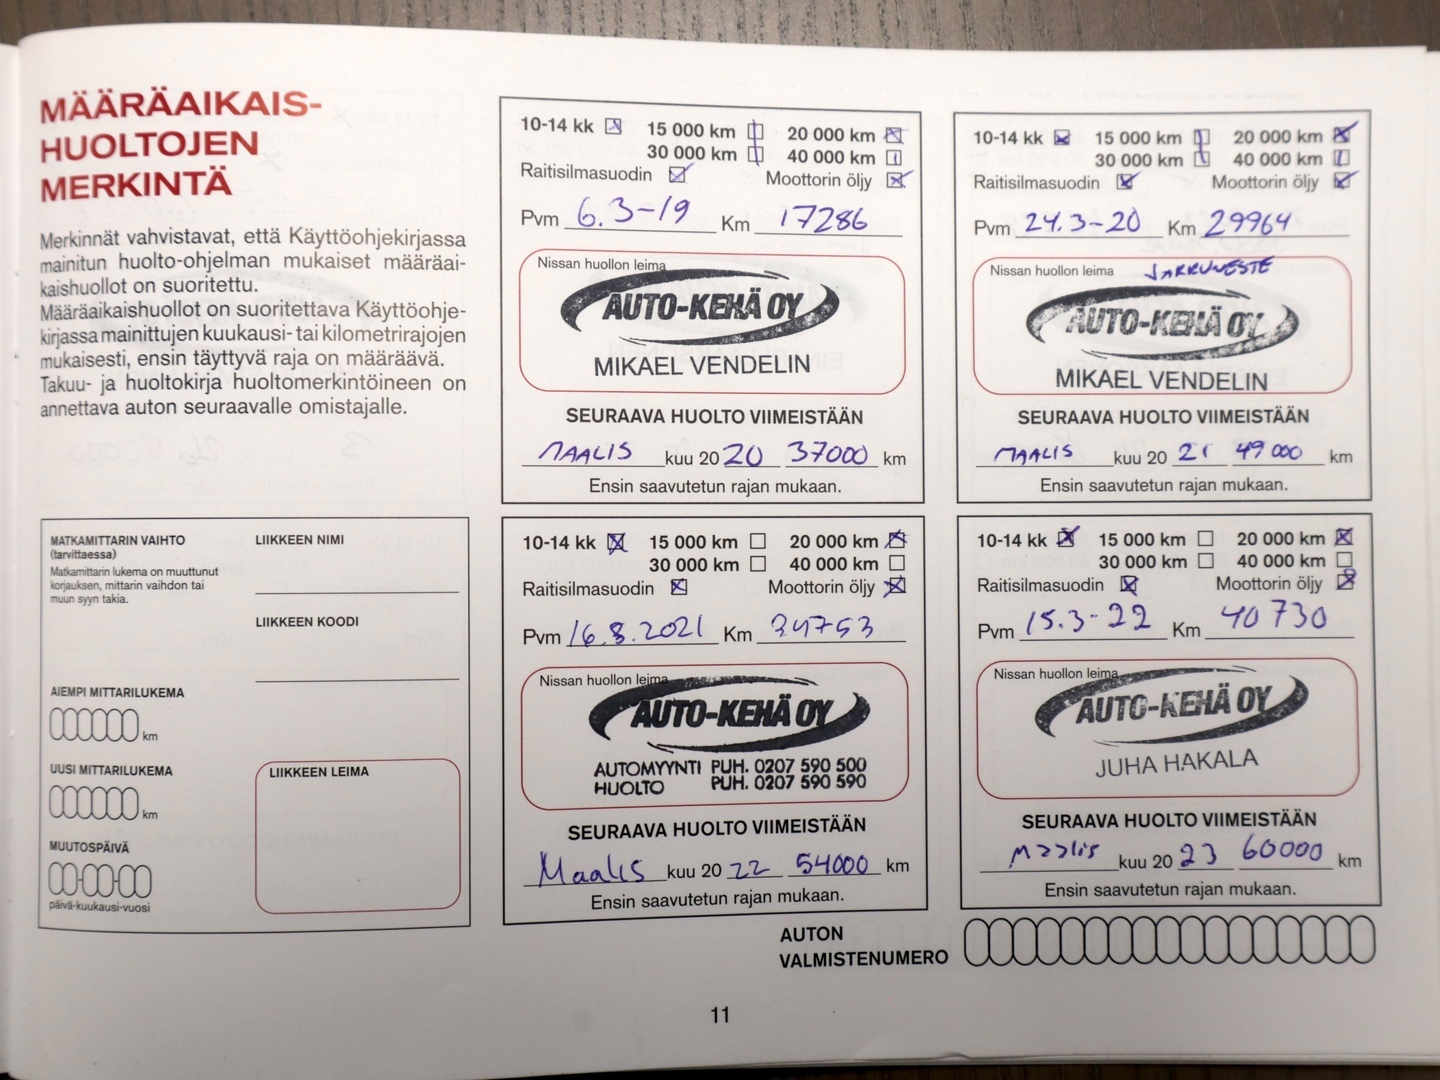 MÄÄRÄAIKAIS-
HUOLTOJEN
MERKINTÄ
Merkinnät vahvistavat, että Käyttöohjekirjassa
mainitun huolto-ohjelman mukaiset määräai-
kaishuollot on suoritettu.
Määräaikaishuollot on suoritettava Käyttöohje-
kirjassa mainittujen kuukausi- tai kilometrirajojen
mukaisesti, ensin täyttyvä raja on määräävä.
Takuu- ja huoltokirja huoltomerkintöineen on
annettava auton seuraavalle omistajalle.
10-14 kk 15 000 km 20 000 km
30 000 km 40 000 km
Raitisilmasuodin Moottorin öljy
Pvm 6.3-19 Km 17286
Nissan huollon leima
AUTO-KEHÄ OY
MIKAEL VENDELIN
SEURAAVA HUOLTO VIIMEISTÄÄN
MAALIS kuu 20 20 37000 km
Ensin saavutetun rajan mukaan.
10-14 kk 15 000 km 20 000 km
30 000 km 40 000 km
Raitisilmasuodin Moottorin öljy
Pvm 24.3-20 Km 29964
Nissan huollon leima JARRUNESTE
AUTO-KEHÄ OY
MIKAEL VENDELIN
SEURAAVA HUOLTO VIIMEISTÄÄN
MAALIS kuu 20 21 49000 km
Ensin saavutetun rajan mukaan.
MATKAMITTARIN VAIHTO
(tarvittaessa)
Matkamittarin lukema on muuttunut
korjauksen, mittarin vaihdon tai
muun syyn takia.
LIIKKEEN NIMI
LIIKKEEN KOODI
AIEMPI MITTARILUKEMA
km
UUSI MITTARILUKEMA
km
MUUTOSPÄIVÄ
päivä-kuukausi-vuosi
LIIKKEEN LEIMA
10-14 kk 15 000 km 20 000 km
30 000 km 40 000 km
Raitisilmasuodin Moottorin öljy
Pvm 16.8.2021 Km 34753
Nissan huollon leima
AUTO-KEHÄ OY
AUTOMYYNTI PUH. 0207 590 500
HUOLTO PUH. 0207 590 590
SEURAAVA HUOLTO VIIMEISTÄÄN
Maalis kuu 20 22 54000 km
Ensin saavutetun rajan mukaan.
10-14 kk 15 000 km 20 000 km
30 000 km 40 000 km
Raitisilmasuodin Moottorin öljy
Pvm 15.3-22 Km 40730
Nissan huollon leima
AUTO-KEHÄ OY
JUHA HAKALA
SEURAAVA HUOLTO VIIMEISTÄÄN
Maalis kuu 20 23 60000 km
Ensin saavutetun rajan mukaan.
AUTON
VALMISTENUMERO
11